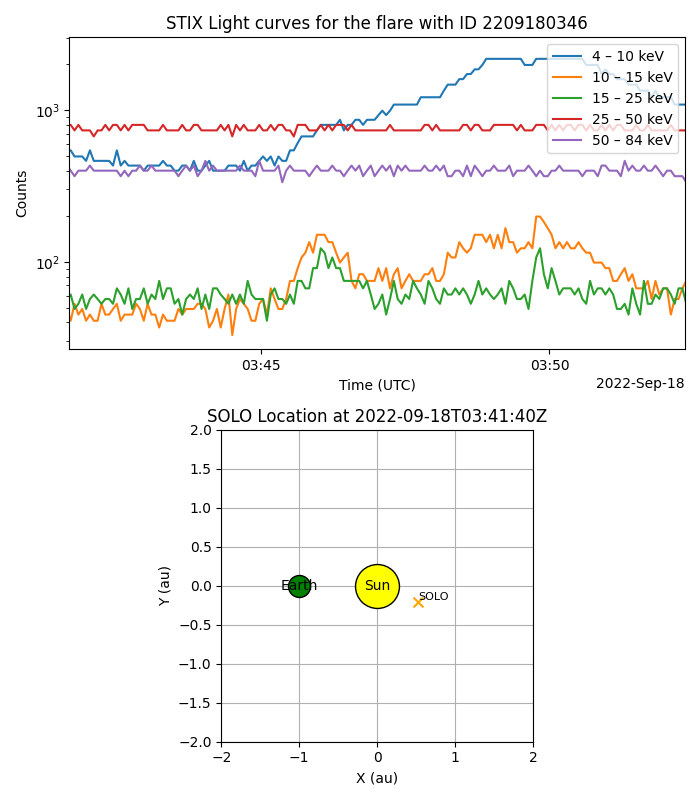 STIX Light curves for the flare with ID 2209180346
4 – 10 keV
10 – 15 keV
15 – 25 keV
25 – 50 keV
50 – 84 keV
10³
10²
Counts
03:45
03:50
Time (UTC)
2022-Sep-18
SOLO Location at 2022-09-18T03:41:40Z
2.0
1.5
1.0
0.5
0.0
−0.5
−1.0
−1.5
−2.0
Y (au)
Earth
Sun
SOLO
−2
−1
0
1
2
X (au)